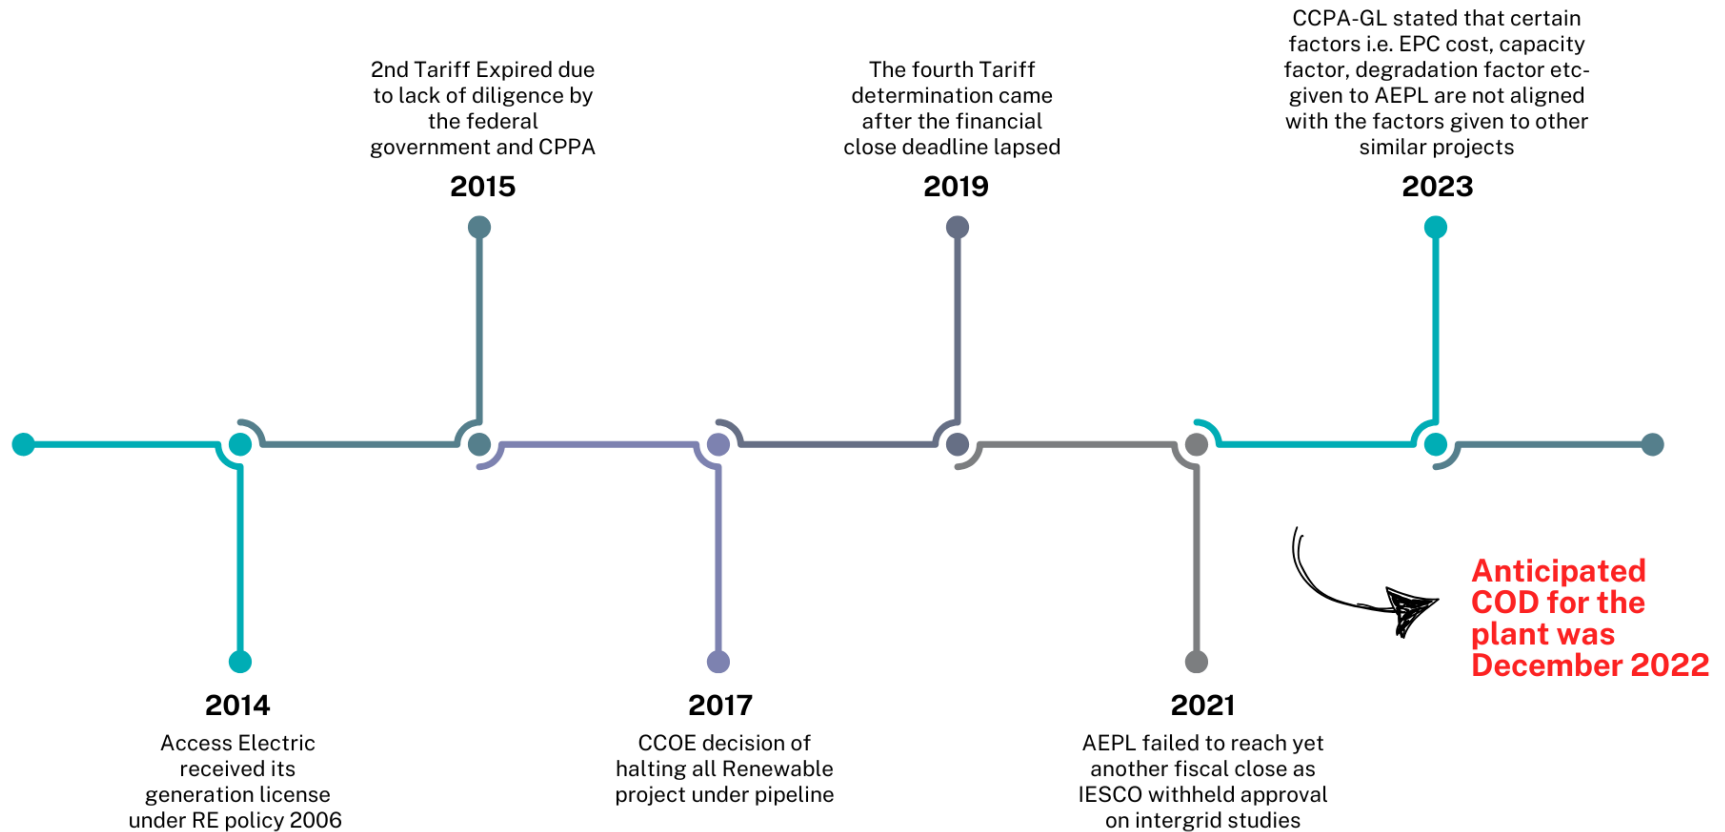 2nd Tariff Expired due
to lack of diligence by
the federal
government and CPPA
2015
The fourth Tariff
determination came
after the financial
close deadline lapsed
2019
CCPA-GL stated that certain
factors i.e. EPC cost, capacity
factor, degradation factor etc-
given to AEPL are not aligned
with the factors given to other
similar projects
2023
2014
Access Electric
received its
generation license
under RE policy 2006
2017
CCOE decision of
halting all Renewable
project under pipeline
2021
AEPL failed to reach yet
another fiscal close as
IESCO withheld approval
on intergrid studies
Anticipated
COD for the
plant was
December 2022